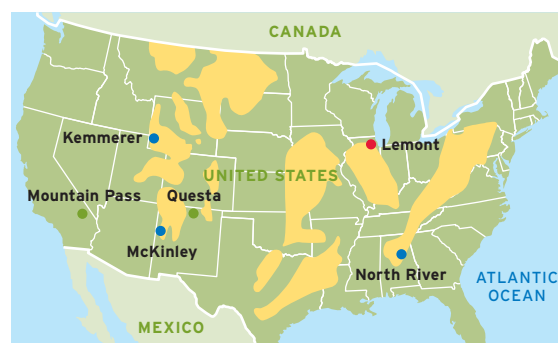 CANADA
Kemmerer
Lemont
UNITED STATES
Mountain Pass
Questa
McKinley
North River
ATLANTIC
OCEAN
MEXICO